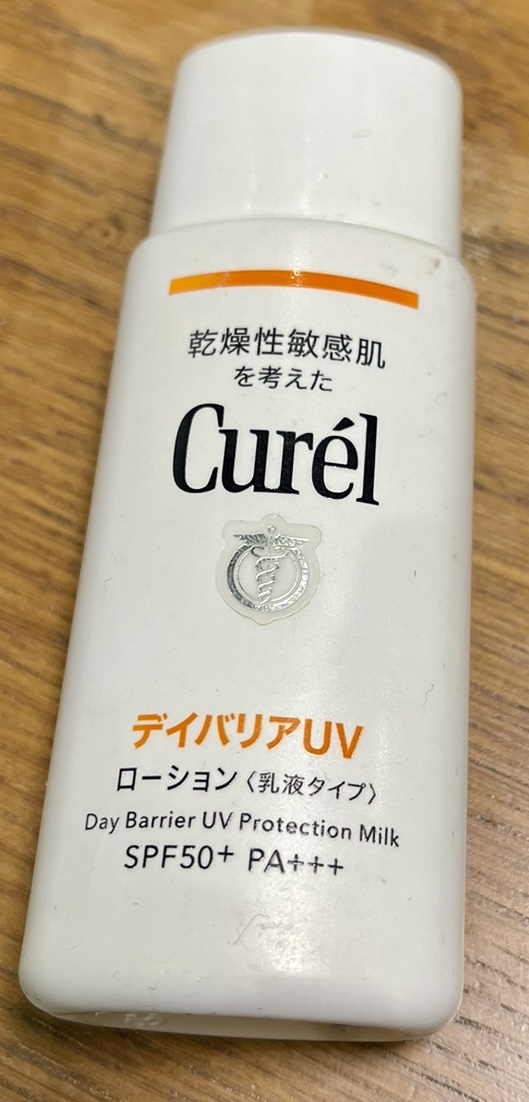 乾燥性敏感肌
を考えた
Curél
デイバリアUV
ローション〈乳液タイプ〉
Day Barrier UV Protection Milk
SPF50+ PA+++